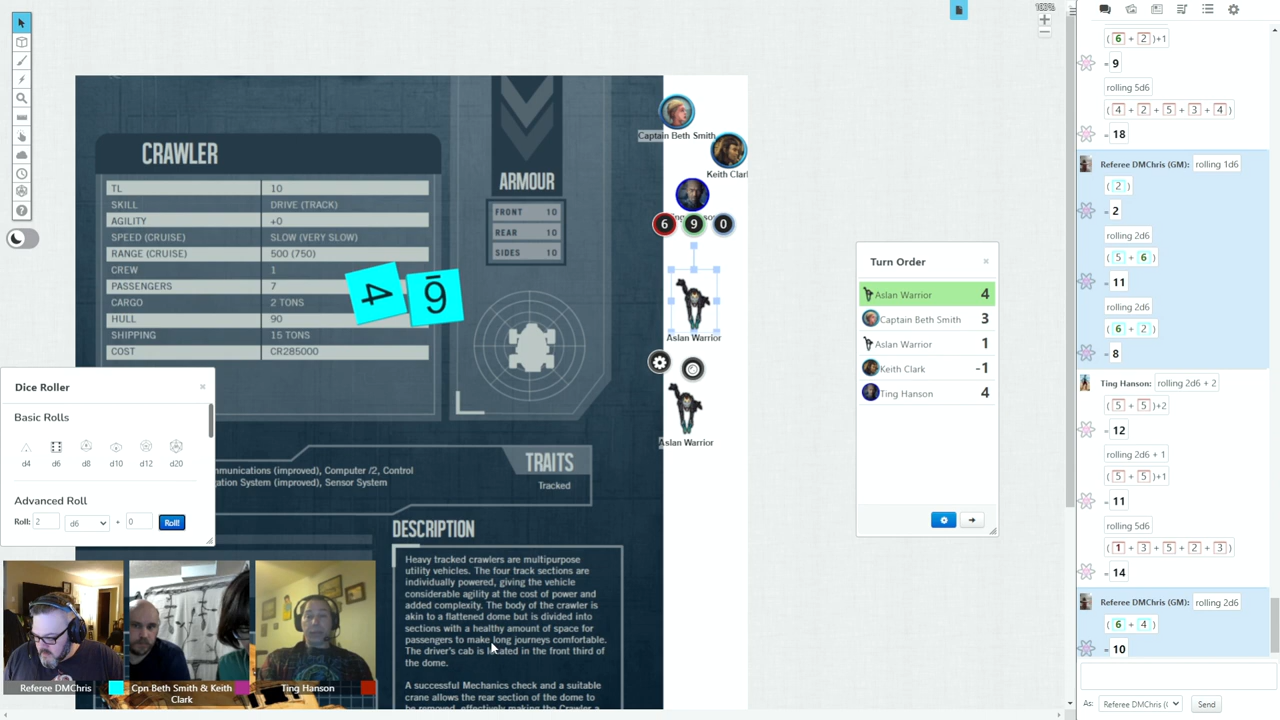 100%
CRAWLER
TL 10
SKILL DRIVE (TRACK)
AGILITY +0
SPEED (CRUISE) SLOW (VERY SLOW)
RANGE (CRUISE) 500 (750)
CREW 1
PASSENGERS 7
CARGO 2 TONS
HULL 90
SHIPPING 15 TONS
COST CR285000
4 6
ARMOUR
FRONT 10
REAR 10
SIDES 10
Captain Beth Smith
Keith Clar
6 9 0
Aslan Warrior
Aslan Warrior
mmunications (improved), Computer /2, Control
ation System (improved), Sensor System
TRAITS
Tracked
DESCRIPTION
Heavy tracked crawlers are multipurpose
utility vehicles. The four track sections are
individually powered, giving the vehicle
considerable agility at the cost of power and
added complexity. The body of the crawler is
akin to a flattened dome but is divided into
sections with a healthy amount of space for
passengers to make long journeys comfortable.
The driver's cab is located in the front third of
the dome.
A successful Mechanics check and a suitable
crane allows the rear section of the dome to
be removed, effectively making the Crawler a
Dice Roller ×
Basic Rolls
d4 d6 d8 d10 d12 d20
Advanced Roll
Roll: 2 d6 + 0 Roll!
Referee DMChris
Cpn Beth Smith & Keith
Clark
Ting Hanson
Turn Order ×
Aslan Warrior 4
Captain Beth Smith 3
Aslan Warrior 1
Keith Clark -1
Ting Hanson 4
(6 + 2)+1
= 9
rolling 5d6
(4 + 2 + 5 + 3 + 4)
= 18
Referee DMChris (GM): rolling 1d6
(2)
= 2
rolling 2d6
(5 + 6)
= 11
rolling 2d6
(6 + 2)
= 8
Ting Hanson: rolling 2d6 + 2
(5 + 5)+2
= 12
rolling 2d6 + 1
(5 + 5)+1
= 11
rolling 5d6
(1 + 3 + 5 + 2 + 3)
= 14
Referee DMChris (GM): rolling 2d6
(6 + 4)
= 10
As: Referee DMChris (( Send